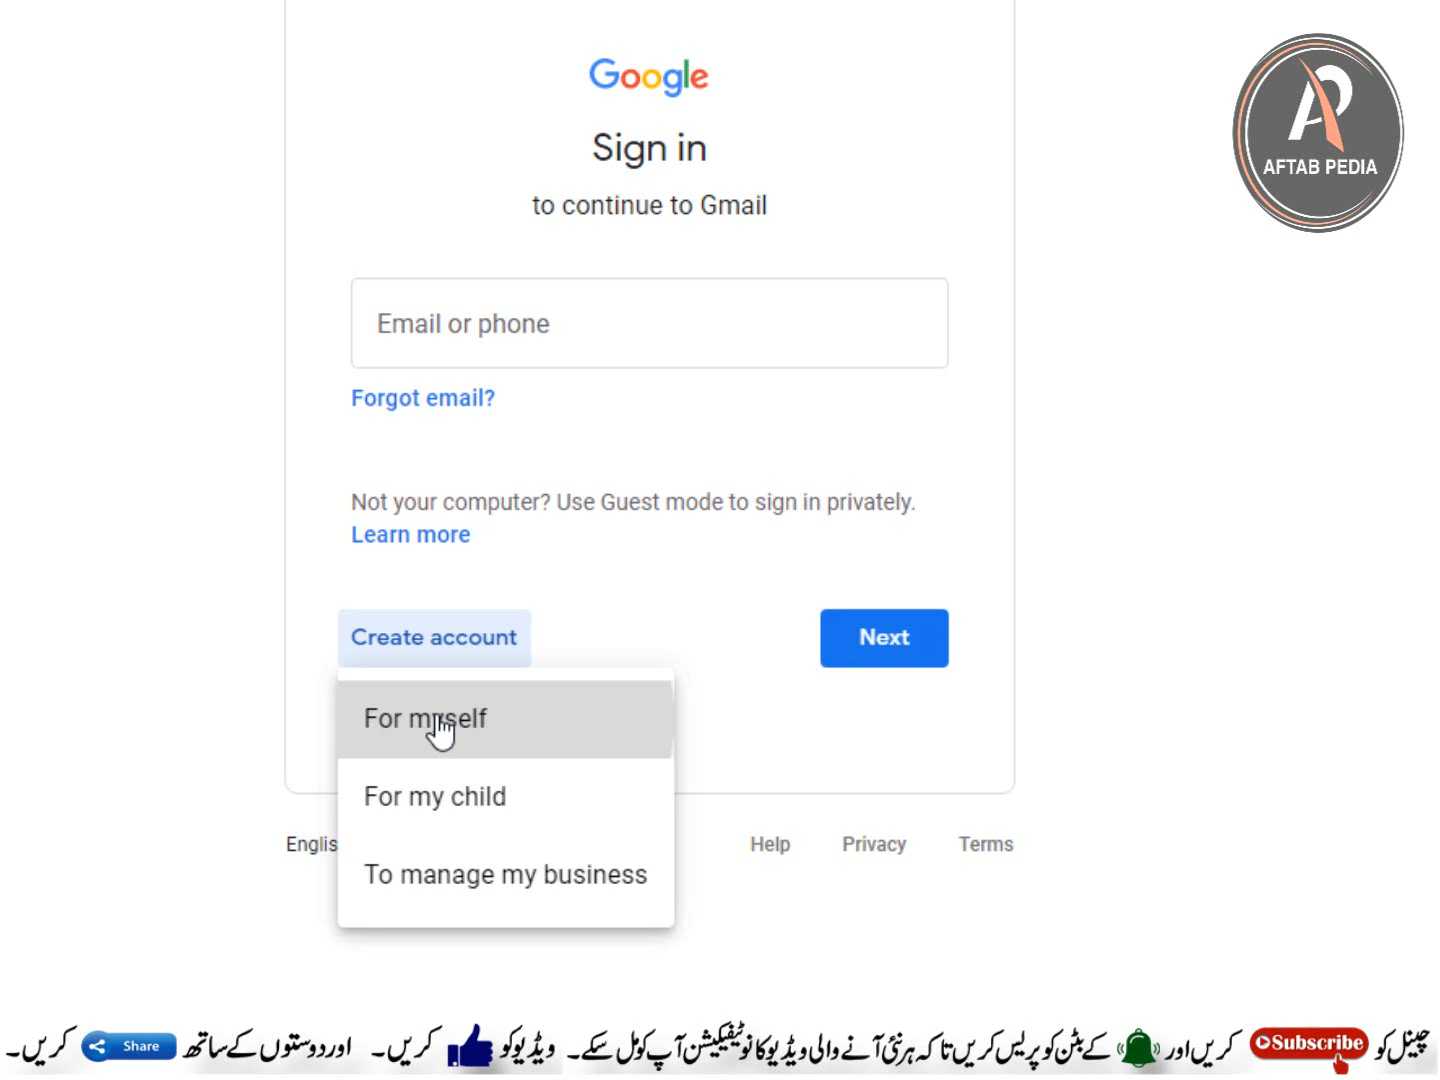 Google
Sign in
to continue to Gmail
AFTAB PEDIA
Email or phone
Forgot email?
Not your computer? Use Guest mode to sign in privately.
Learn more
Create account
Next
For myself
For my child
To manage my business
Englis
Help
Privacy
Terms
چینل کو Subscribe کریں اور کے بٹن کو پریس کریں تاکہ ہر نئی آنے والی ویڈیو کا نوٹیفیکیشن آپ کو مل سکے۔ ویڈیو کو کریں۔ اور دوستوں کے ساتھ Share کریں۔